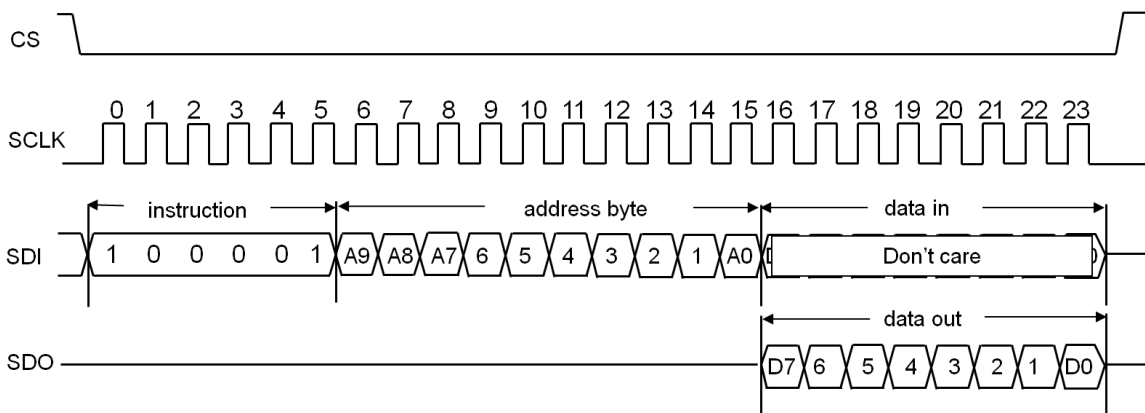 CS
0 1 2 3 4 5 6 7 8 9 10 11 12 13 14 15 16 17 18 19 20 21 22 23
SCLK
instruction address byte data in
SDI 1 0 0 0 0 1 A9 A8 A7 6 5 4 3 2 1 A0 Don't care
data out
SDO D7 6 5 4 3 2 1 D0